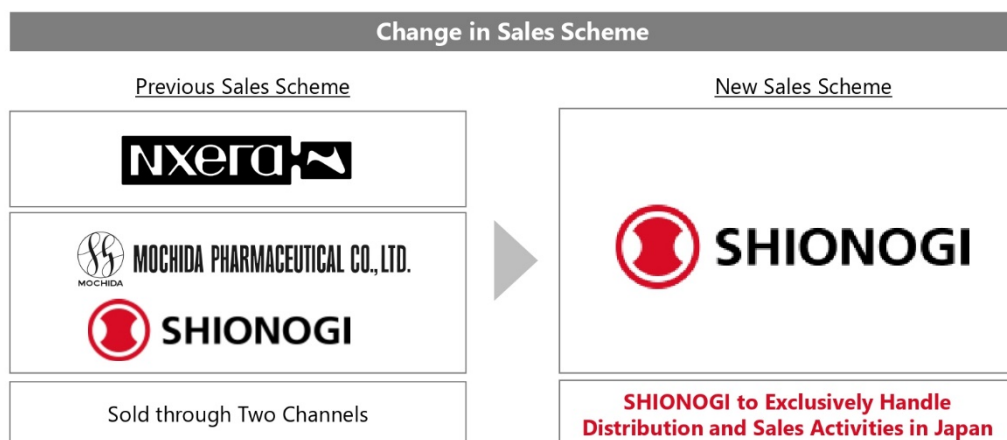 Change in Sales Scheme
Previous Sales Scheme
nxera
MOCHIDA PHARMACEUTICAL CO., LTD.
MOCHIDA
SHIONOGI
Sold through Two Channels
New Sales Scheme
SHIONOGI
SHIONOGI to Exclusively Handle
Distribution and Sales Activities in Japan